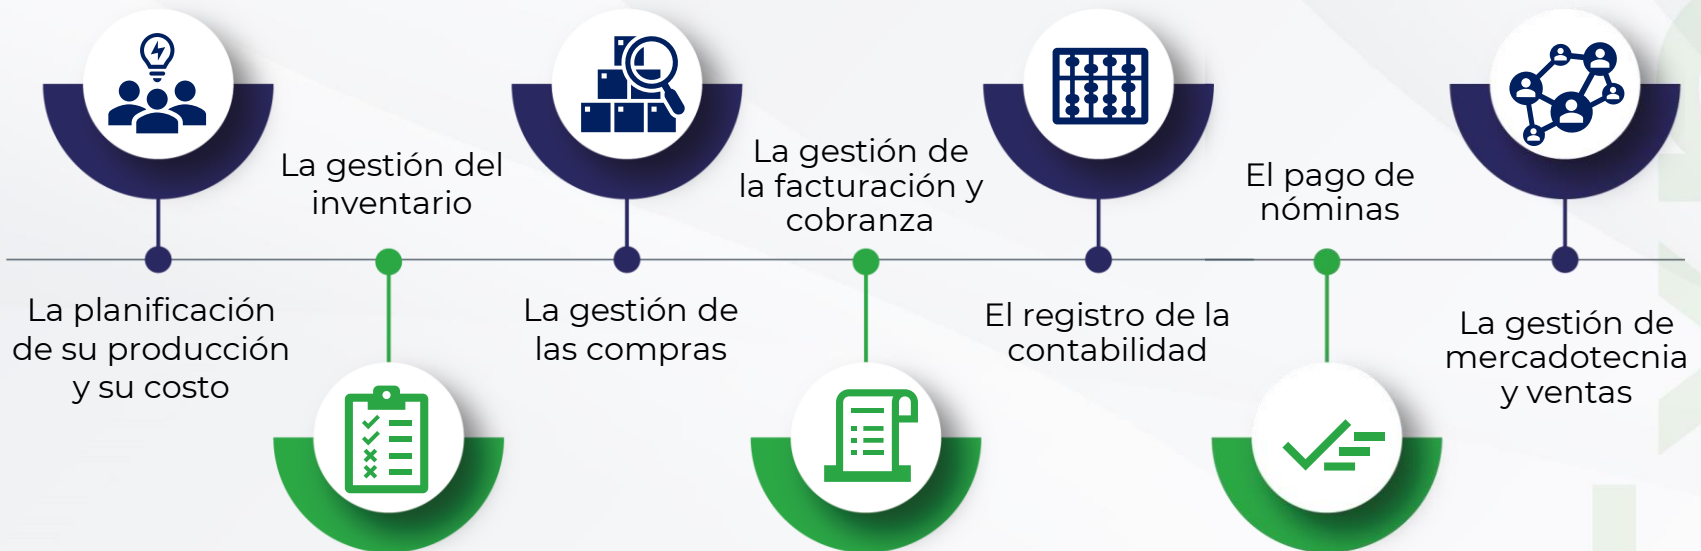 La planificación
de su producción
y su costo
La gestión del
inventario
La gestión de
las compras
La gestión de
la facturación y
cobranza
El registro de la
contabilidad
El pago de
nóminas
La gestión de
mercadotecnia
y ventas